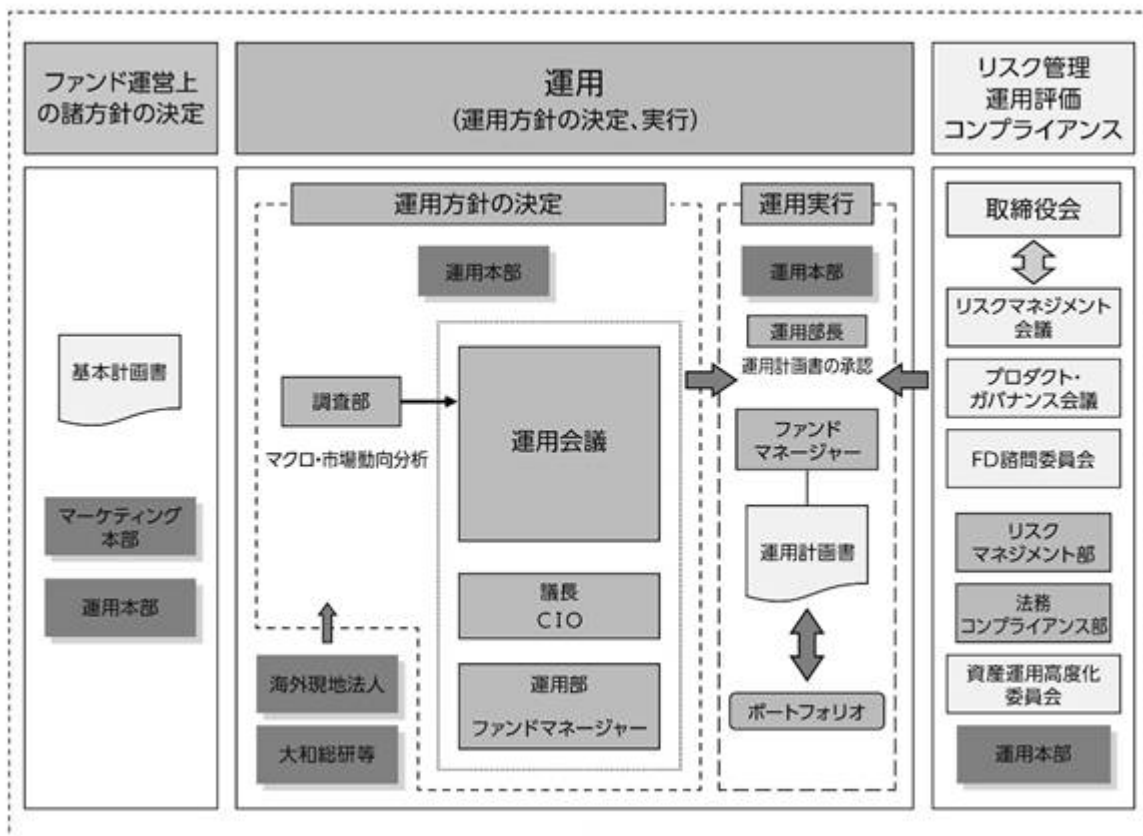 ファンド運営上
の諸方針の決定
基本計画書
マーケティング
本部
運用本部
運用
(運用方針の決定、実行)
運用方針の決定
運用本部
調査部
マクロ・市場動向分析
運用会議
議長
CIO
運用部
ファンドマネージャー
海外現地法人
大和総研等
運用実行
運用本部
運用部長
運用計画書の承認
ファンド
マネージャー
運用計画書
ポートフォリオ
リスク管理
運用評価
コンプライアンス
取締役会
リスクマネジメント
会議
プロダクト・
ガバナンス会議
FD諮問委員会
リスク
マネジメント部
法務
コンプライアンス部
資産運用高度化
委員会
運用本部